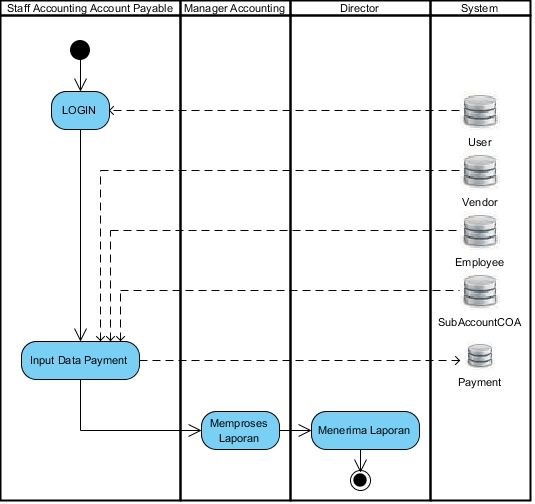 Staff Accounting Account Payable
Manager Accounting
Director
System
LOGIN
User
Vendor
Employee
SubAccountCOA
Input Data Payment
Payment
Memproses
Laporan
Menerima Laporan